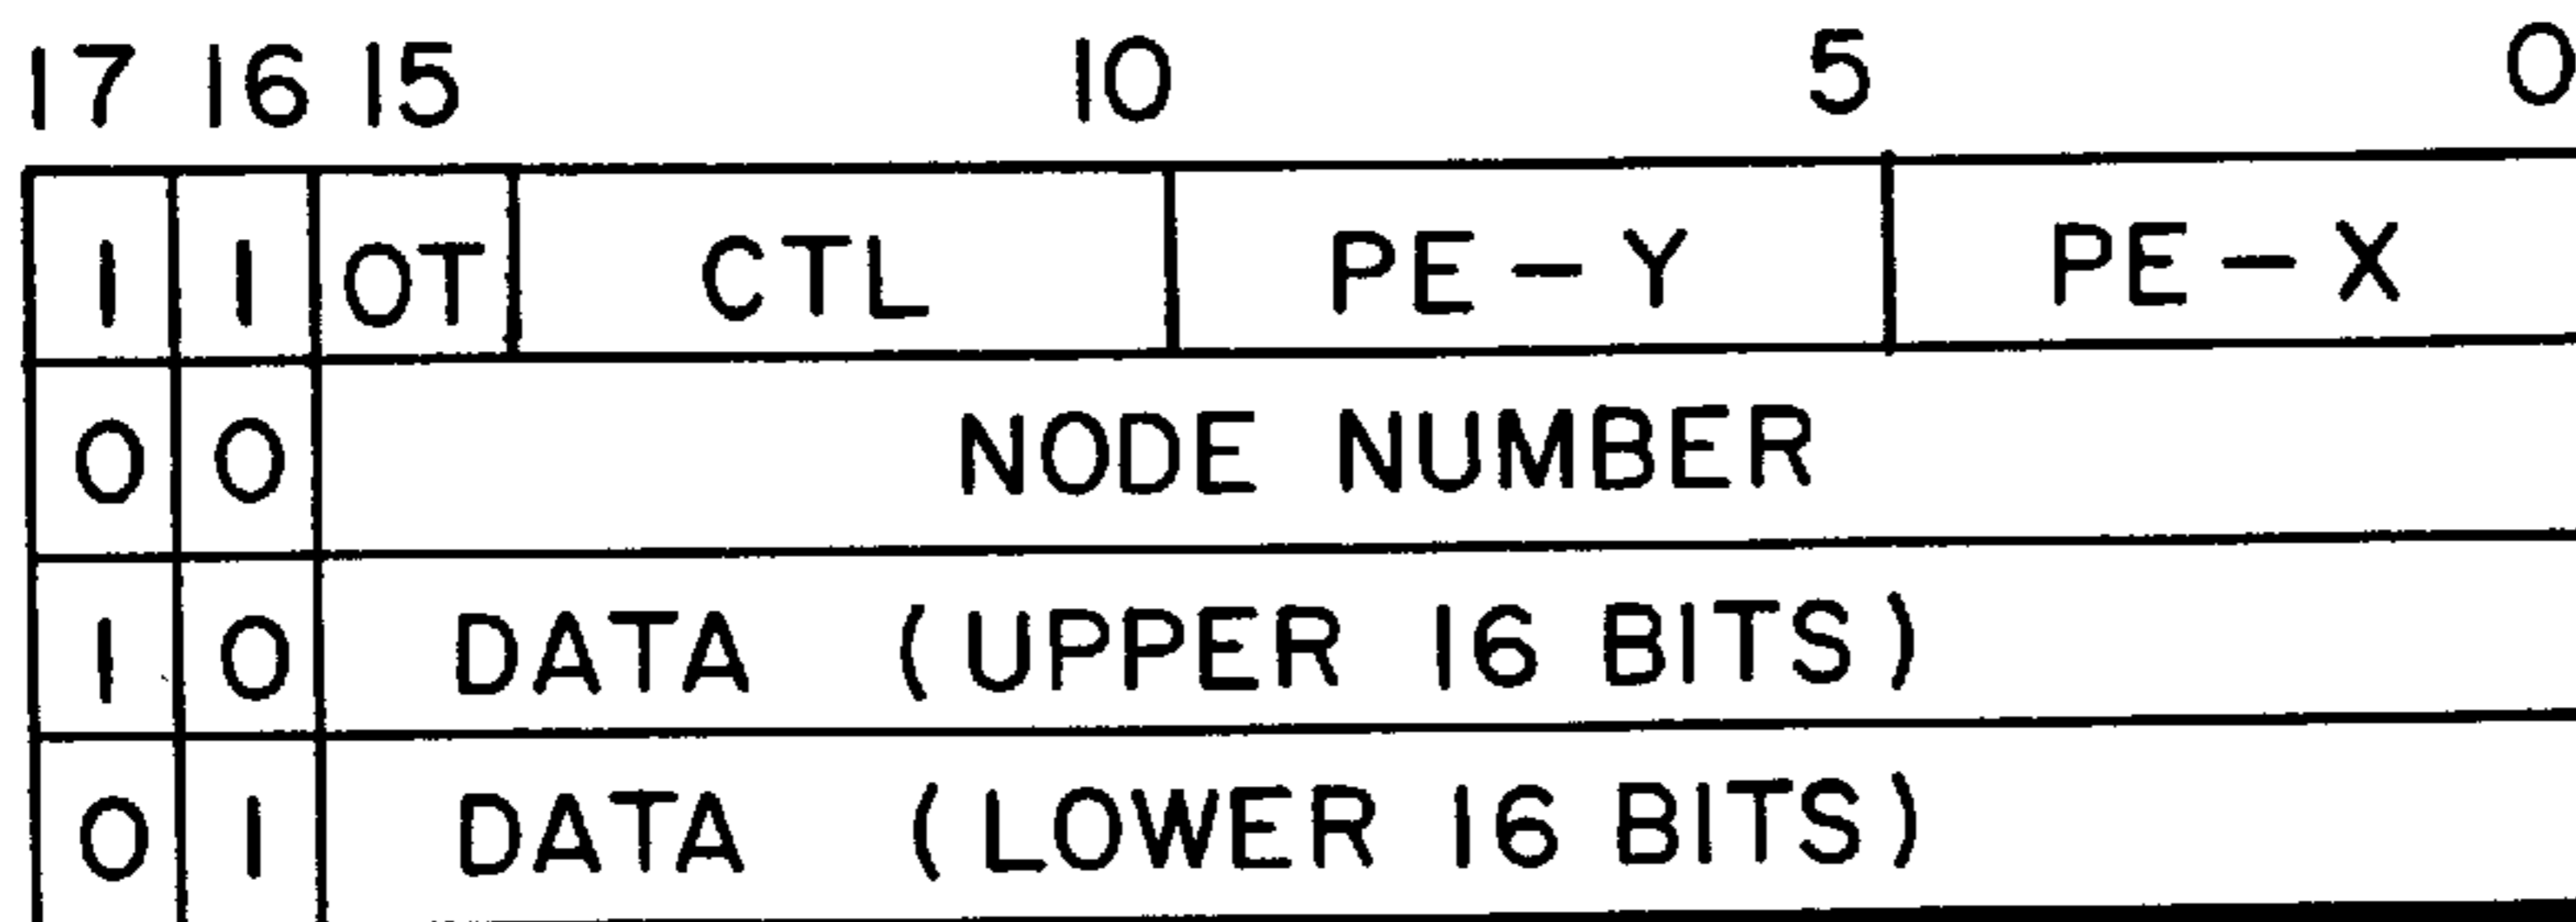 17 16 15 10 5 0
1 1 OT CTL PE-Y PE-X
0 0 NODE NUMBER
1 0 DATA (UPPER 16 BITS)
0 1 DATA (LOWER 16 BITS)